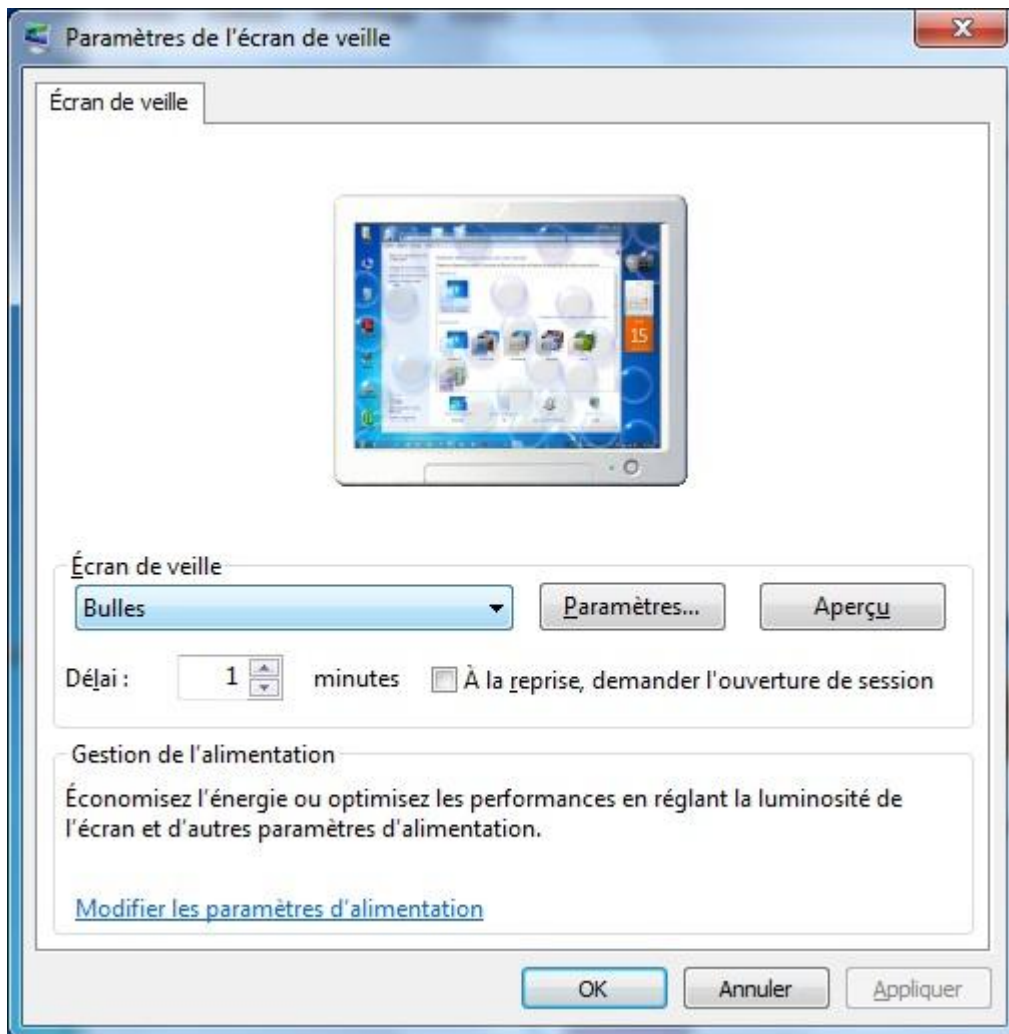 Paramètres de l'écran de veille
Écran de veille
15
Écran de veille
Bulles
Paramètres...
Aperçu
Délai :
1
minutes
À la reprise, demander l'ouverture de session
Gestion de l'alimentation
Économisez l'énergie ou optimisez les performances en réglant la luminosité de
l'écran et d'autres paramètres d'alimentation.
Modifier les paramètres d'alimentation
OK
Annuler
Appliquer